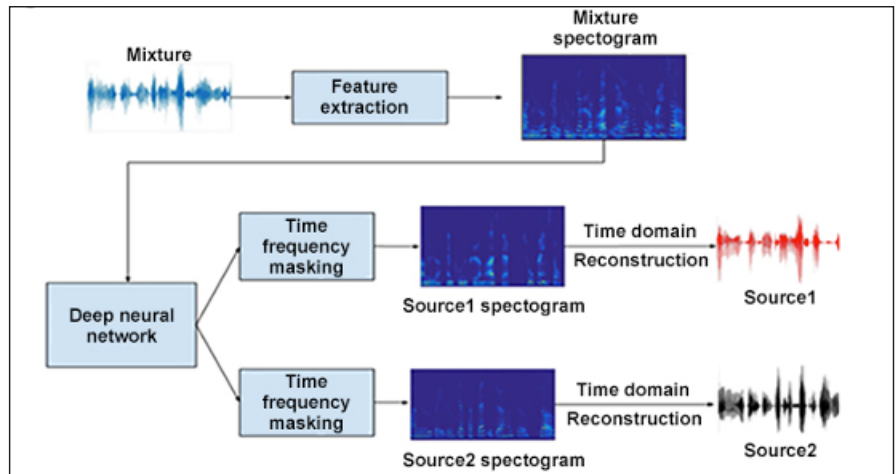 Mixture
Feature
extraction
Mixture
spectogram
Time
frequency
masking
Source1 spectogram
Time domain
Reconstruction
Source1
Deep neural
network
Time
frequency
masking
Source2 spectogram
Time domain
Reconstruction
Source2